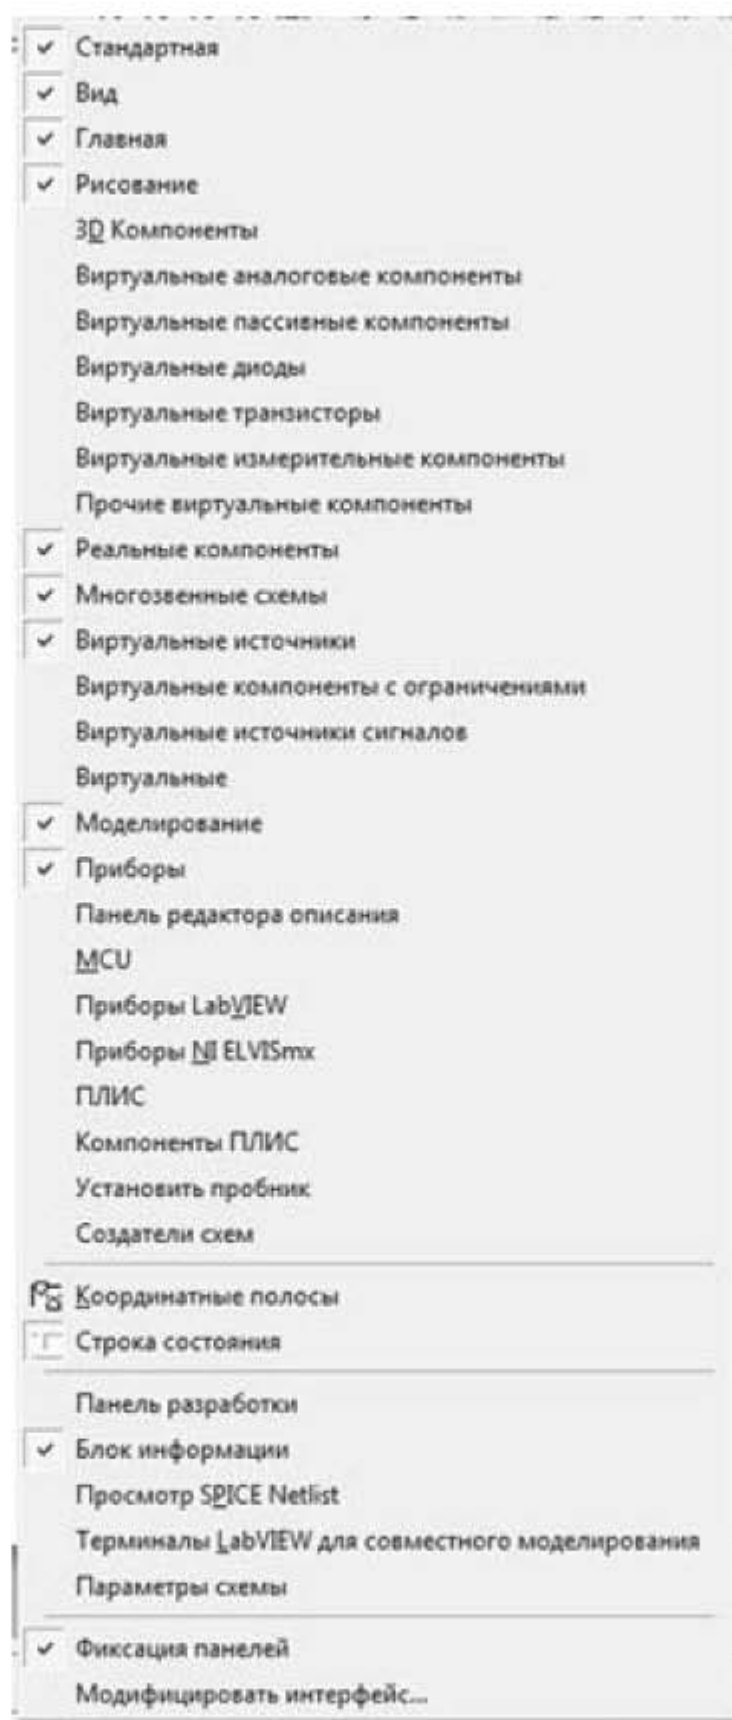 Стандартная
Вид
Главная
Рисование
3D Компоненты
Виртуальные аналоговые компоненты
Виртуальные пассивные компоненты
Виртуальные диоды
Виртуальные транзисторы
Виртуальные измерительные компоненты
Прочие виртуальные компоненты
Реальные компоненты
Многозвенные схемы
Виртуальные источники
Виртуальные компоненты с ограничениями
Виртуальные источники сигналов
Виртуальные
Моделирование
Приборы
Панель редактора описания
MCU
Приборы LabVIEW
Приборы NI ELVISmx
ПЛИС
Компоненты ПЛИС
Установить пробник
Создатели схем
Координатные полосы
Строка состояния
Панель разработки
Блок информации
Просмотр SPICE Netlist
Терминалы LabVIEW для совместного моделирования
Параметры схемы
Фиксация панелей
Модифицировать интерфейс...